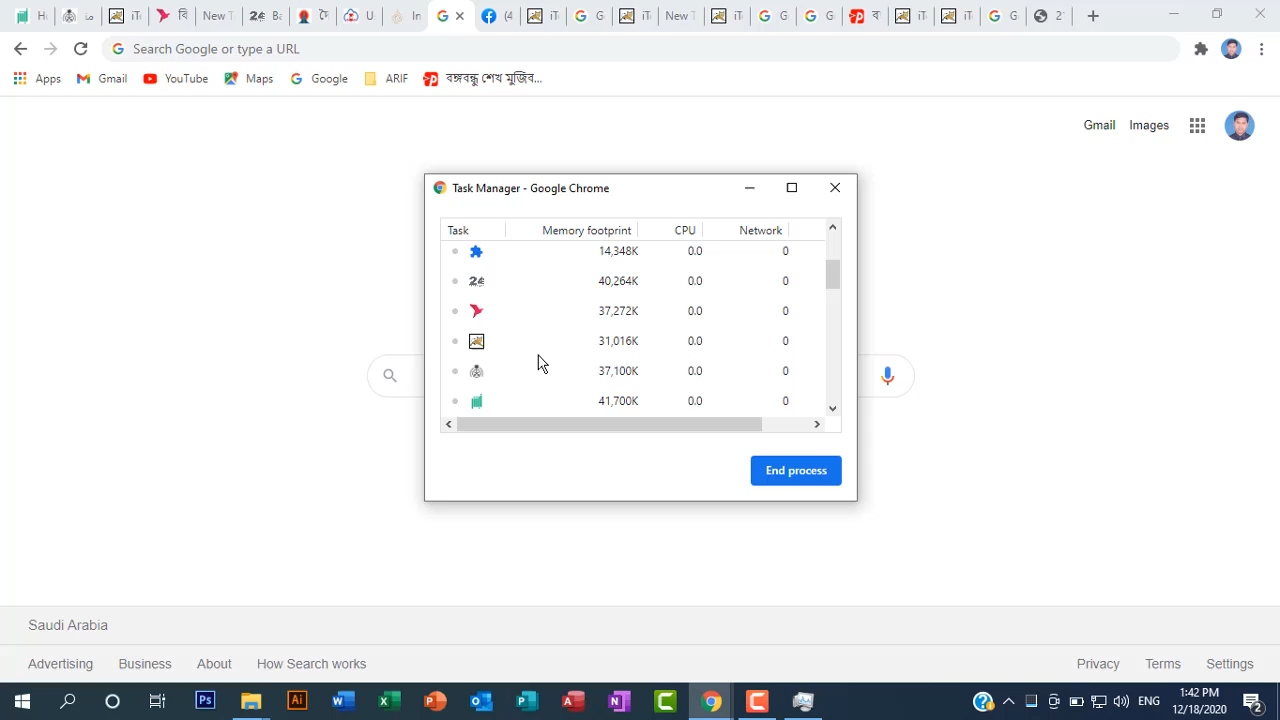 New T
Search Google or type a URL
Apps Gmail YouTube Maps Google ARIF বঙ্গবন্ধু শেখ মুজিব...
Gmail Images
Task Manager - Google Chrome
Task Memory footprint CPU Network
14,348K 0.0 0
40,264K 0.0 0
37,272K 0.0 0
31,016K 0.0 0
37,100K 0.0 0
41,700K 0.0 0
End process
Saudi Arabia
Advertising Business About How Search works Privacy Terms Settings
ENG
1:42 PM
12/18/2020
2